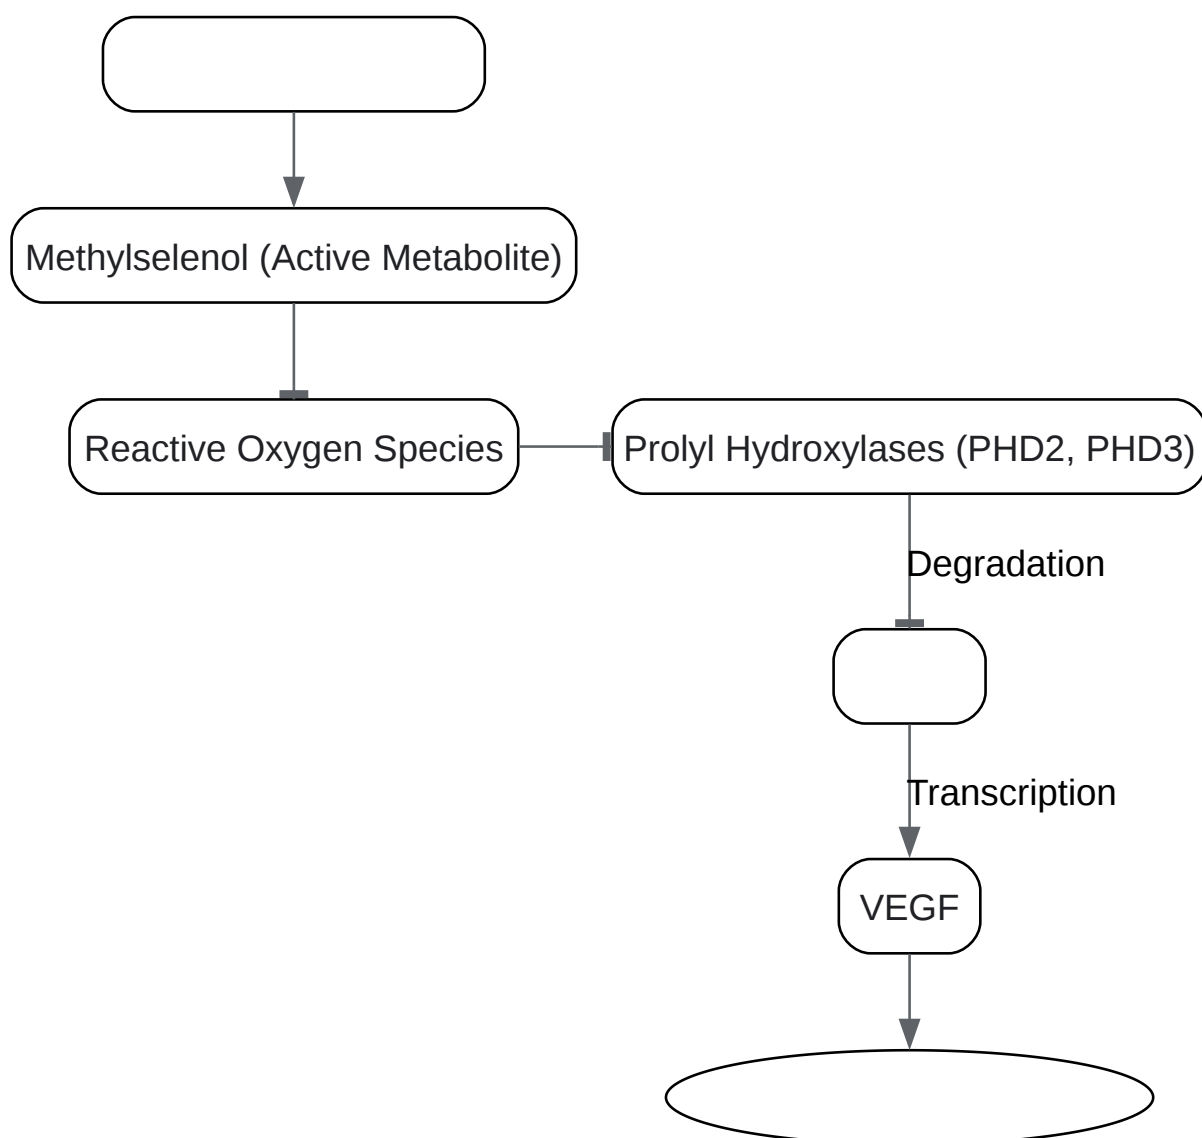 Methylselenol (Active Metabolite)
Reactive Oxygen Species
Prolyl Hydroxylases (PHD2, PHD3)
Degradation
Transcription
VEGF